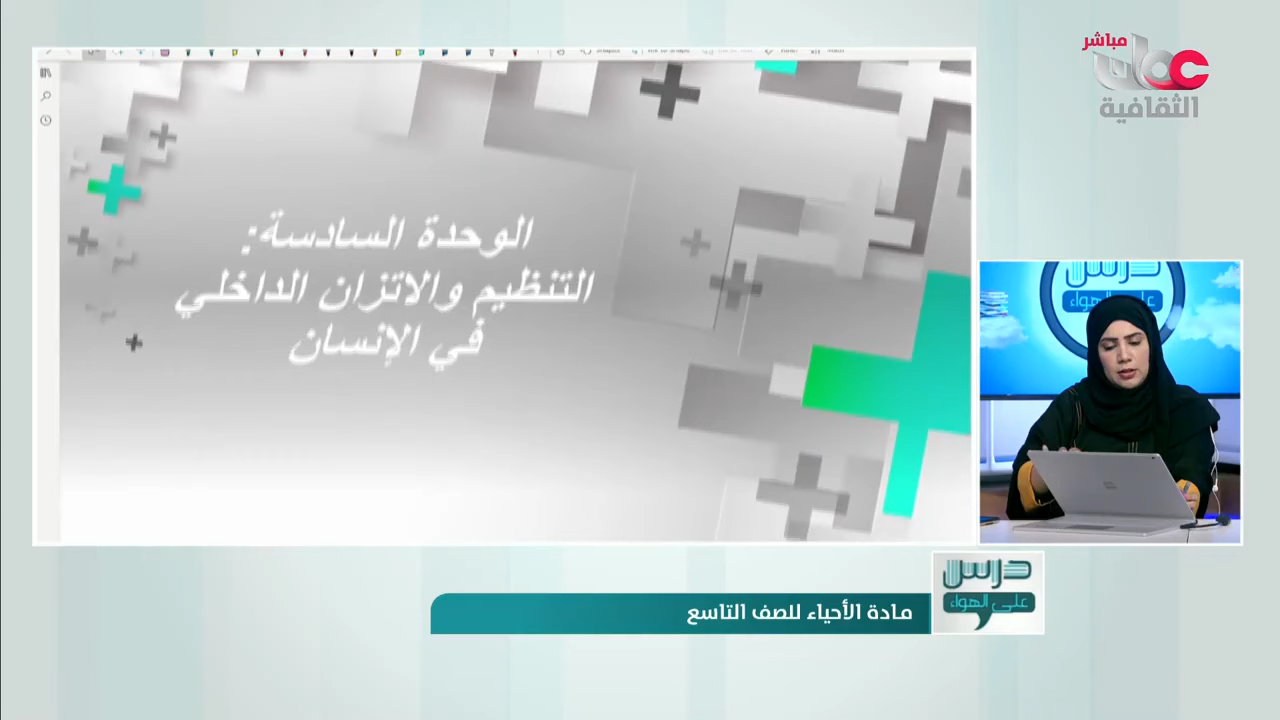 مباشر
عمان
الثقافية
الوحدة السادسة:
التنظيم والاتزان الداخلي
في الإنسان
درس
على الهواء
مادة الأحياء للصف التاسع
درس
على الهواء